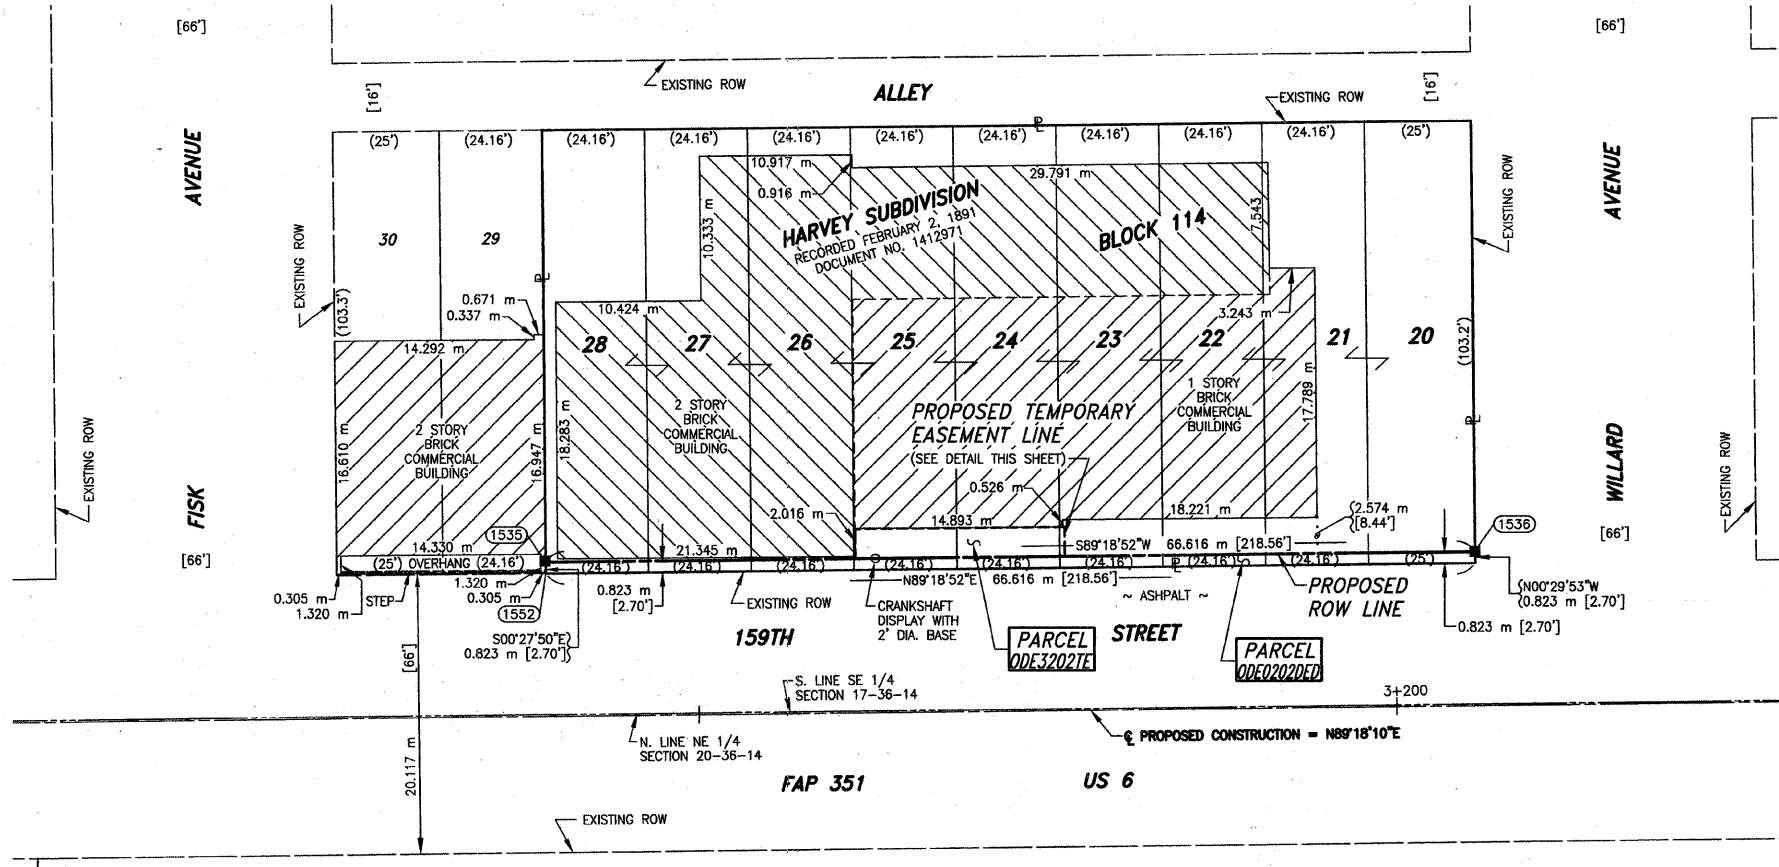 [66']
[66']
EXISTING ROW
ALLEY
[16']
[16']
EXISTING ROW
AVENUE
(25')
(24.16')
(24.16')
(24.16')
(24.16')
(24.16')
(24.16')
(24.16')
(24.16')
(24.16')
(25')
AVENUE
10.917 m
0.916 m
29.791 m
10.333 m
7.543
HARVEY SUBDIVISION
RECORDED FEBRUARY 2, 1891
DOCUMENT NO. 1412971
BLOCK 114
EXISTING ROW
EXISTING ROW
30
29
0.671 m
0.337 m
(103.3')
10.424 m
3.243 m
14.292 m
28
27
26
25
24
23
22
21
20
(103.2')
2 STORY
BRICK
COMMERCIAL
BUILDING
16.610 m
16.947 m
18.283 m
2 STORY
BRICK
COMMERCIAL
BUILDING
1 STORY
BRICK
COMMERCIAL
BUILDING
17.789 m
PROPOSED TEMPORARY
EASEMENT LINE
(SEE DETAIL THIS SHEET)
EXISTING ROW
EXISTING ROW
FISK
WILLARD
0.526 m
2.016 m
14.893 m
18.221 m
2.574 m
[8.44']
1535
1536
[66']
[66']
14.330 m
21.345 m
S89°18'52"W 66.616 m [218.56']
(25') OVERHANG (24.16')
(24.16')
(24.16')
(24.16')
(24.16')
(24.16')
(24.16')
(24.16')
(24.16')
(25')
N89°18'52"E 66.616 m [218.56']
1.320 m
0.305 m
0.305 m
1.320 m
STEP
1552
0.823 m
[2.70']
EXISTING ROW
CRANKSHAFT
DISPLAY WITH
2' DIA. BASE
~ ASHPALT ~
PROPOSED
ROW LINE
N00°29'53"W
0.823 m [2.70']
0.823 m [2.70']
S00°27'50"E
0.823 m [2.70']
159TH
STREET
PARCEL
0DE3202TE
PARCEL
0DE0202DED
[66']
S. LINE SE 1/4
SECTION 17-36-14
3+200
N. LINE NE 1/4
SECTION 20-36-14
℄ PROPOSED CONSTRUCTION = N89°18'10"E
20.117 m
FAP 351
US 6
EXISTING ROW